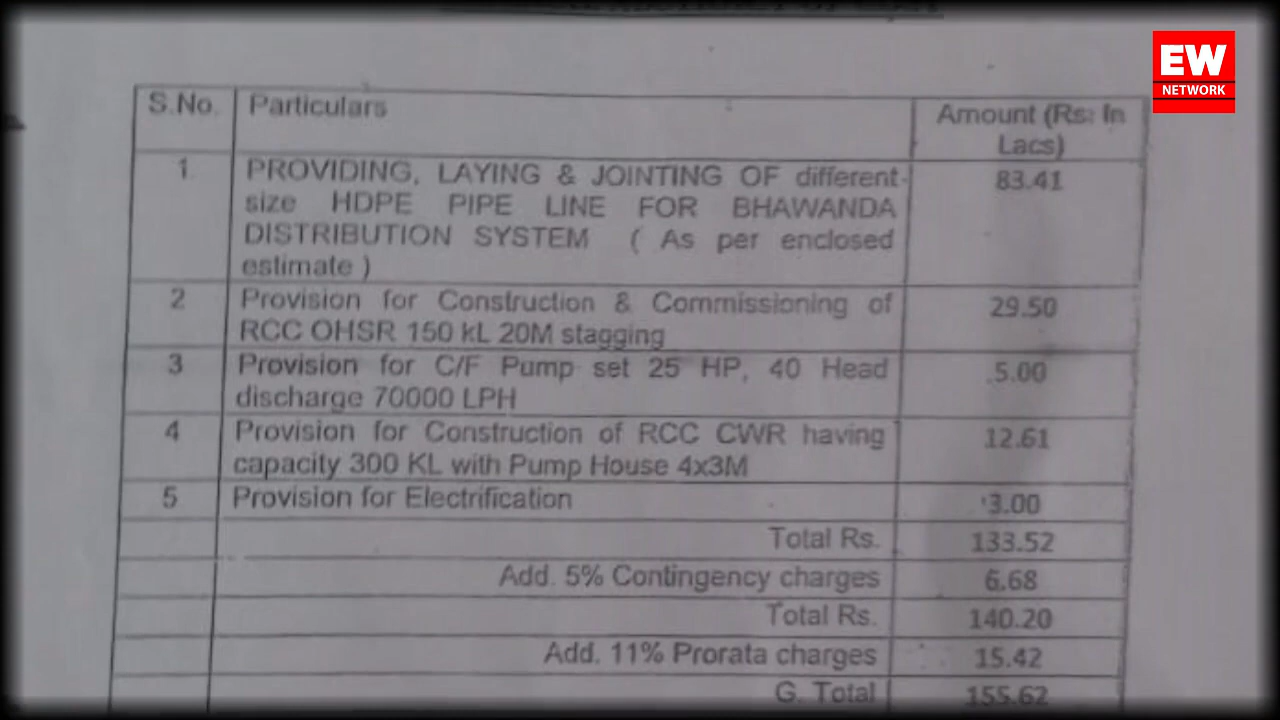 EW
NETWORK
S.No. Particulars Amount (Rs: In
Lacs)
1 PROVIDING, LAYING & JOINTING OF different 83.41
size HDPE PIPE LINE FOR BHAWANDA
DISTRIBUTION SYSTEM ( As per enclosed
estimate )
2 Provision for Construction & Commissioning of 29.50
RCC OHSR 150 kL 20M stagging
3 Provision for C/F Pump set 25 HP, 40 Head 5.00
discharge 70000 LPH
4 Provision for Construction of RCC CWR having 12.61
capacity 300 KL with Pump House 4x3M
5 Provision for Electrification 3.00
Total Rs. 133.52
Add. 5% Contingency charges 6.68
Total Rs. 140.20
Add. 11% Prorata charges 15.42
G. Total 155.62